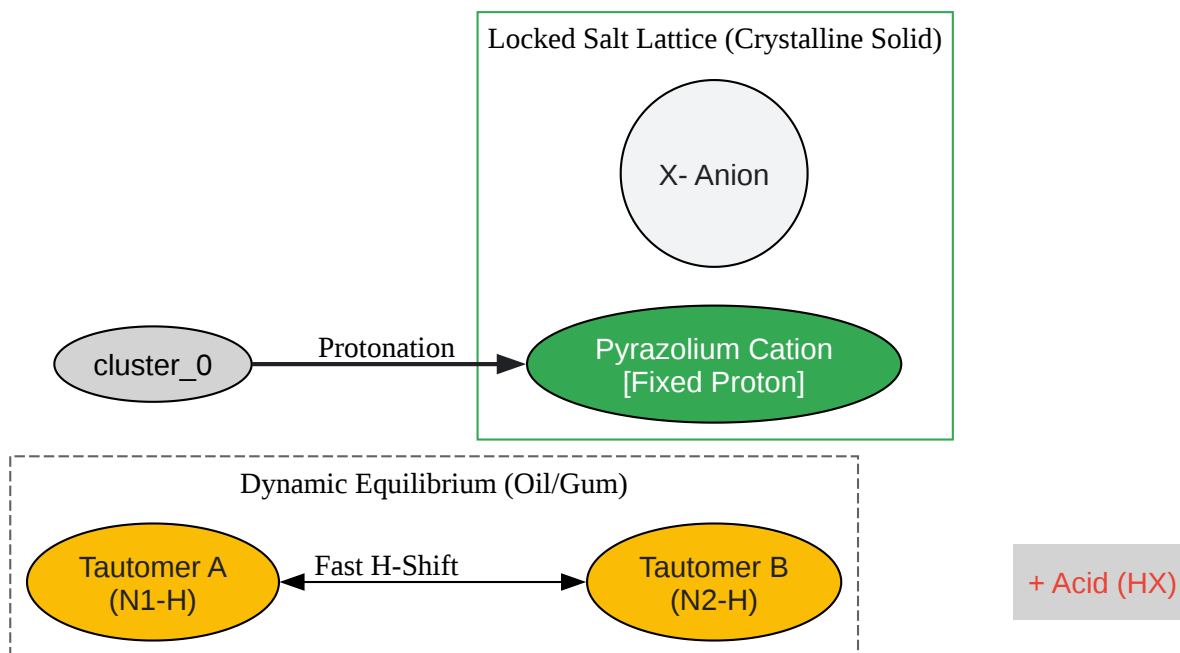 Locked Salt Lattice (Crystalline Solid)
X- Anion
cluster_0
Protonation
Pyrazolium Cation
[Fixed Proton]
Dynamic Equilibrium (Oil/Gum)
Tautomer A
(N1-H)
Fast H-Shift
Tautomer B
(N2-H)
+ Acid (HX)